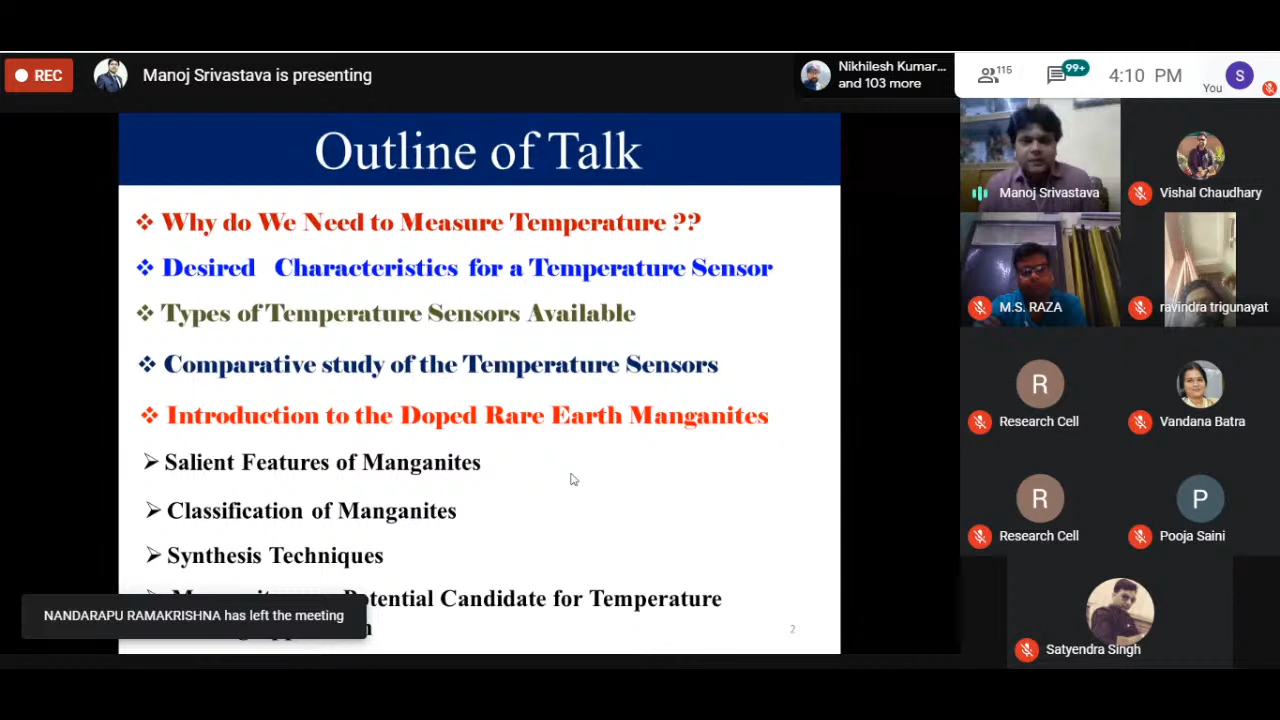 REC
Manoj Srivastava is presenting
Nikhilesh Kumar...
and 103 more
115
99+
4:10 PM
You
S
Outline of Talk
Why do We Need to Measure Temperature ??
Desired Characteristics for a Temperature Sensor
Types of Temperature Sensors Available
Comparative study of the Temperature Sensors
Introduction to the Doped Rare Earth Manganites
Salient Features of Manganites
Classification of Manganites
Synthesis Techniques
Potential Candidate for Temperature
2
NANDARAPU RAMAKRISHNA has left the meeting
Manoj Srivastava
Vishal Chaudhary
M.S. RAZA
ravindra trigunayat
R
Research Cell
Vandana Batra
R
Research Cell
P
Pooja Saini
Satyendra Singh